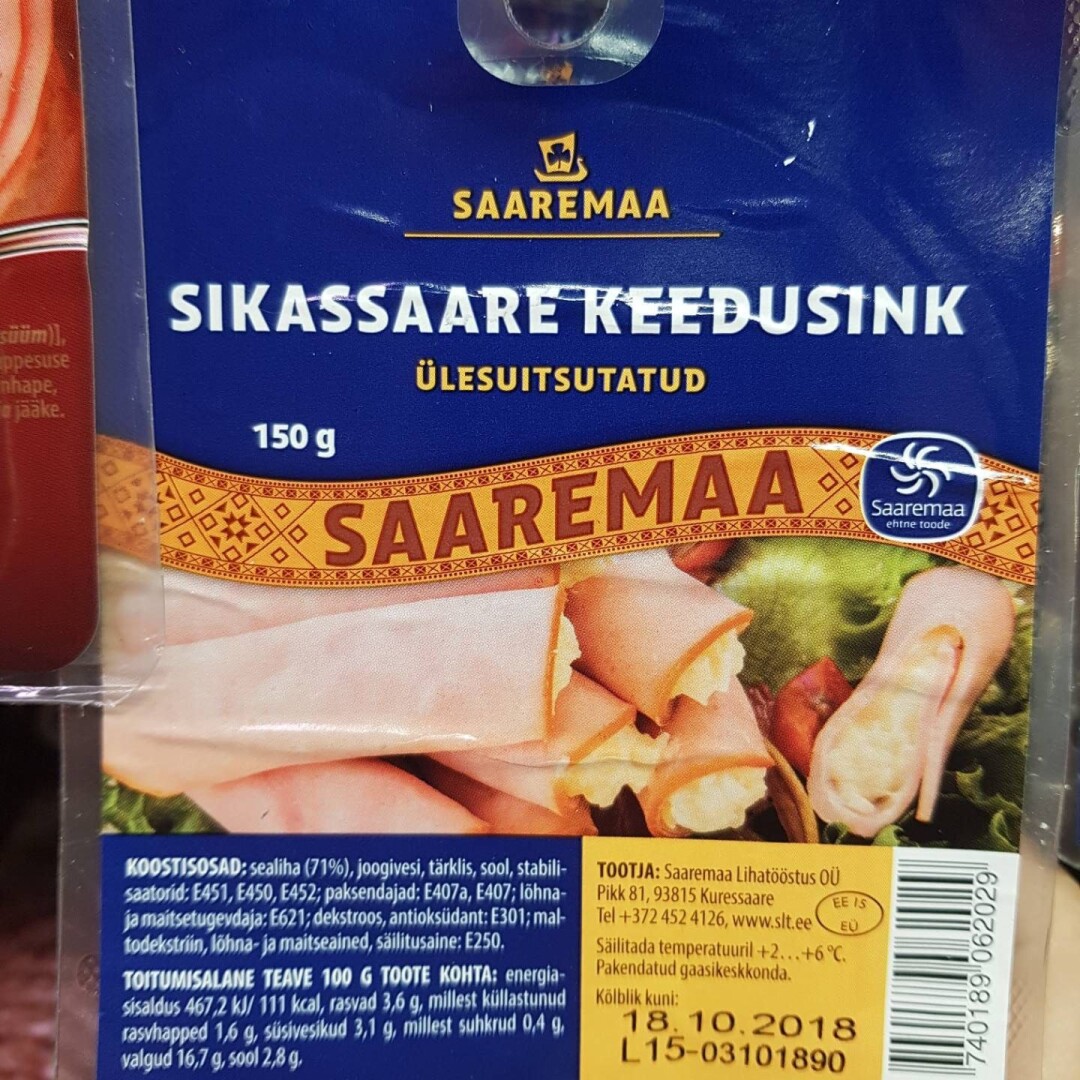 SAAREMAA
SIKASSAARE KEEDUSINK
ÜLESUITSUTATUD
150 g
SAAREMAA
Saaremaa
ehtne toode
jääke.
KOOSTISOSAD: sealiha (71%), joogivesi, tärklis, sool, stabili-
saatorid: E451, E450, E452; paksendajad: E407a, E407; lõhna-
ja maitsetugevdaja: E621; dekstroos, antioksüdant: E301; mal-
todekstriin, lõhna- ja maitseained, säilitusaine: E250.
TOITUMISALANE TEAVE 100 G TOOTE KOHTA: energia-
sisaldus 467,2 kJ/ 111 kcal, rasvad 3,6 g, millest küllastunud
rasvhapped 1,6 g, süsivesikud 3,1 g, millest suhkrud 0,4 g,
valgud 16,7 g, sool 2,8 g.
TOOTJA: Saaremaa Lihatööstus OÜ
Pikk 81, 93815 Kuressaare
Tel +372 452 4126, www.slt.ee
EE 15
EÜ
Säilitada temperatuuril +2...+6 °C.
Pakendatud gaasikeskkonda.
Kõlblik kuni:
18.10.2018
L15-03101890
4740189062029